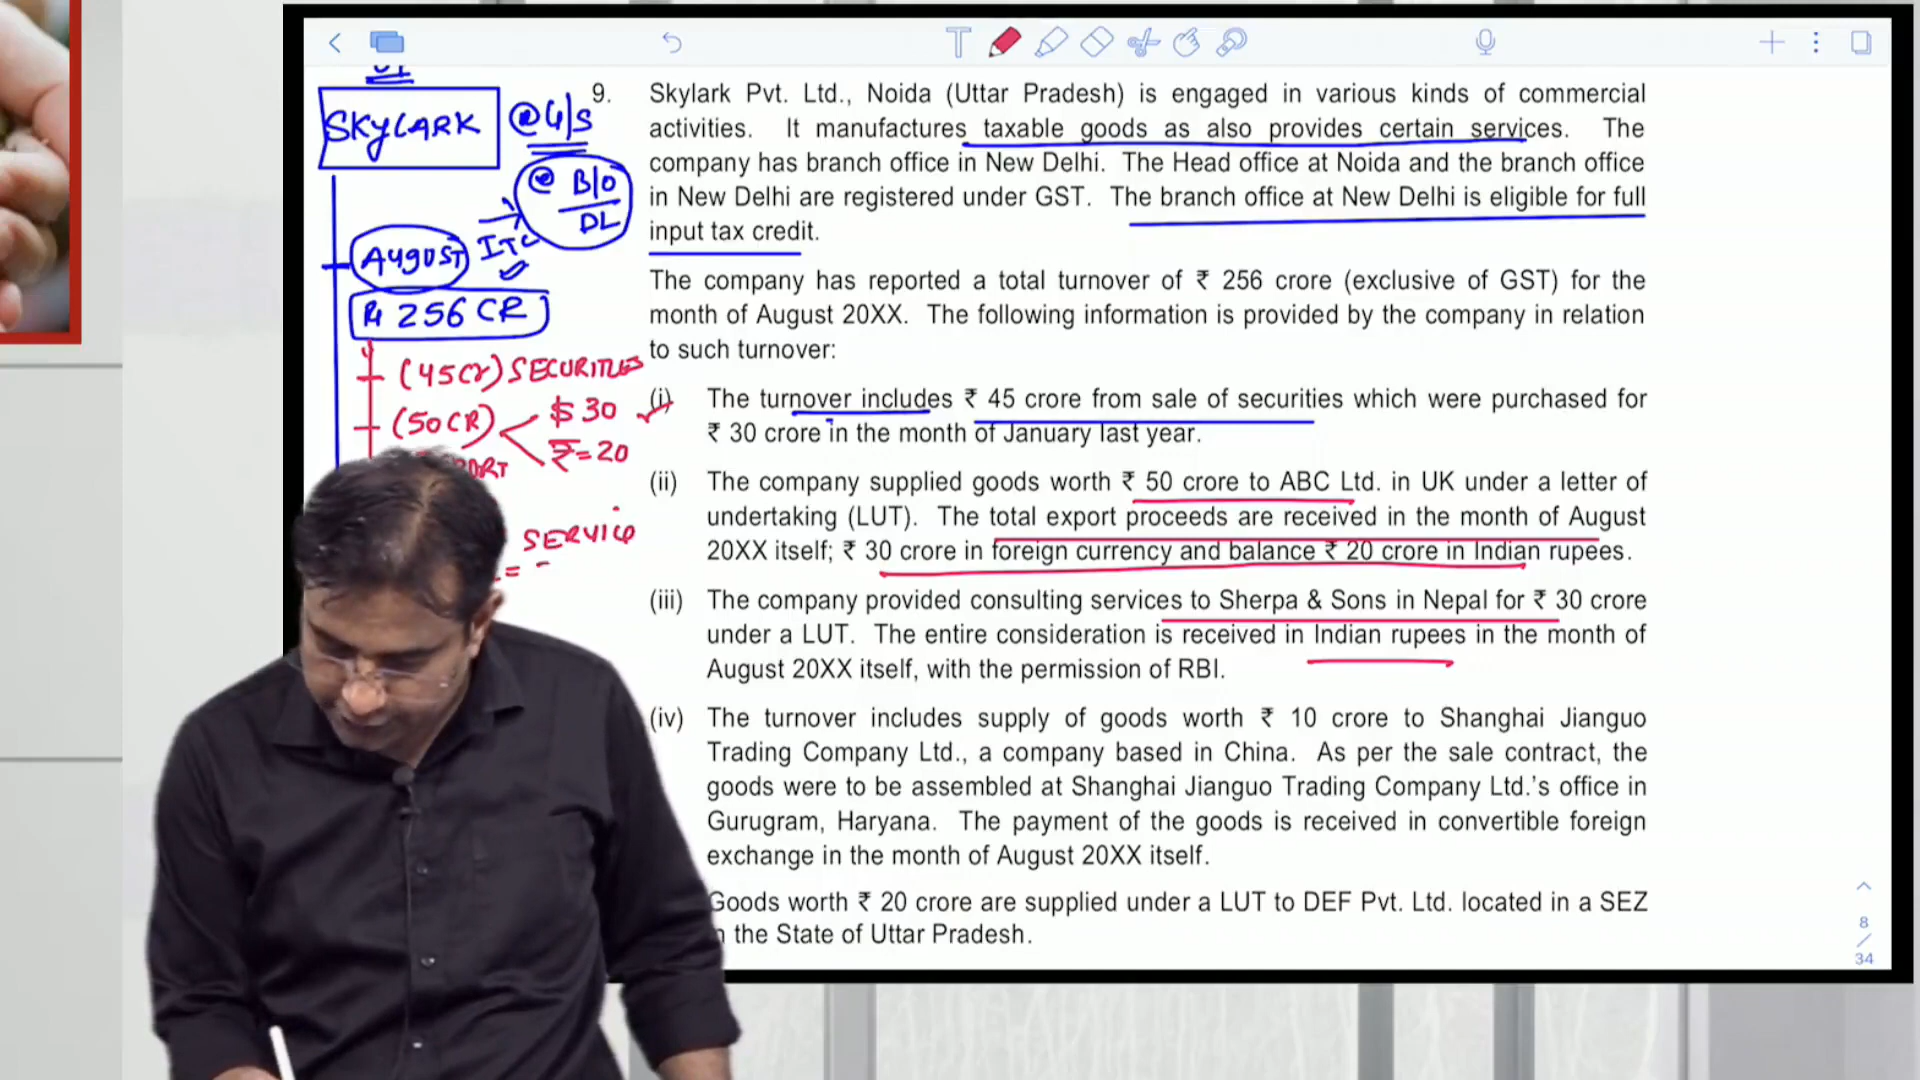 SKYLARK
@ G/S
@ B/O
DL
AUGUST
ITC
₹ 256 CR
(45Cr) SECURITIES
(50CR)
$ 30
₹ = 20
SERVICE
9. Skylark Pvt. Ltd., Noida (Uttar Pradesh) is engaged in various kinds of commercial
activities. It manufactures taxable goods as also provides certain services. The
company has branch office in New Delhi. The Head office at Noida and the branch office
in New Delhi are registered under GST. The branch office at New Delhi is eligible for full
input tax credit.
The company has reported a total turnover of ₹ 256 crore (exclusive of GST) for the
month of August 20XX. The following information is provided by the company in relation
to such turnover:
(i) The turnover includes ₹ 45 crore from sale of securities which were purchased for
₹ 30 crore in the month of January last year.
(ii) The company supplied goods worth ₹ 50 crore to ABC Ltd. in UK under a letter of
undertaking (LUT). The total export proceeds are received in the month of August
20XX itself; ₹ 30 crore in foreign currency and balance ₹ 20 crore in Indian rupees.
(iii) The company provided consulting services to Sherpa & Sons in Nepal for ₹ 30 crore
under a LUT. The entire consideration is received in Indian rupees in the month of
August 20XX itself, with the permission of RBI.
(iv) The turnover includes supply of goods worth ₹ 10 crore to Shanghai Jianguo
Trading Company Ltd., a company based in China. As per the sale contract, the
goods were to be assembled at Shanghai Jianguo Trading Company Ltd.'s office in
Gurugram, Haryana. The payment of the goods is received in convertible foreign
exchange in the month of August 20XX itself.
Goods worth ₹ 20 crore are supplied under a LUT to DEF Pvt. Ltd. located in a SEZ
the State of Uttar Pradesh.
8
/
34